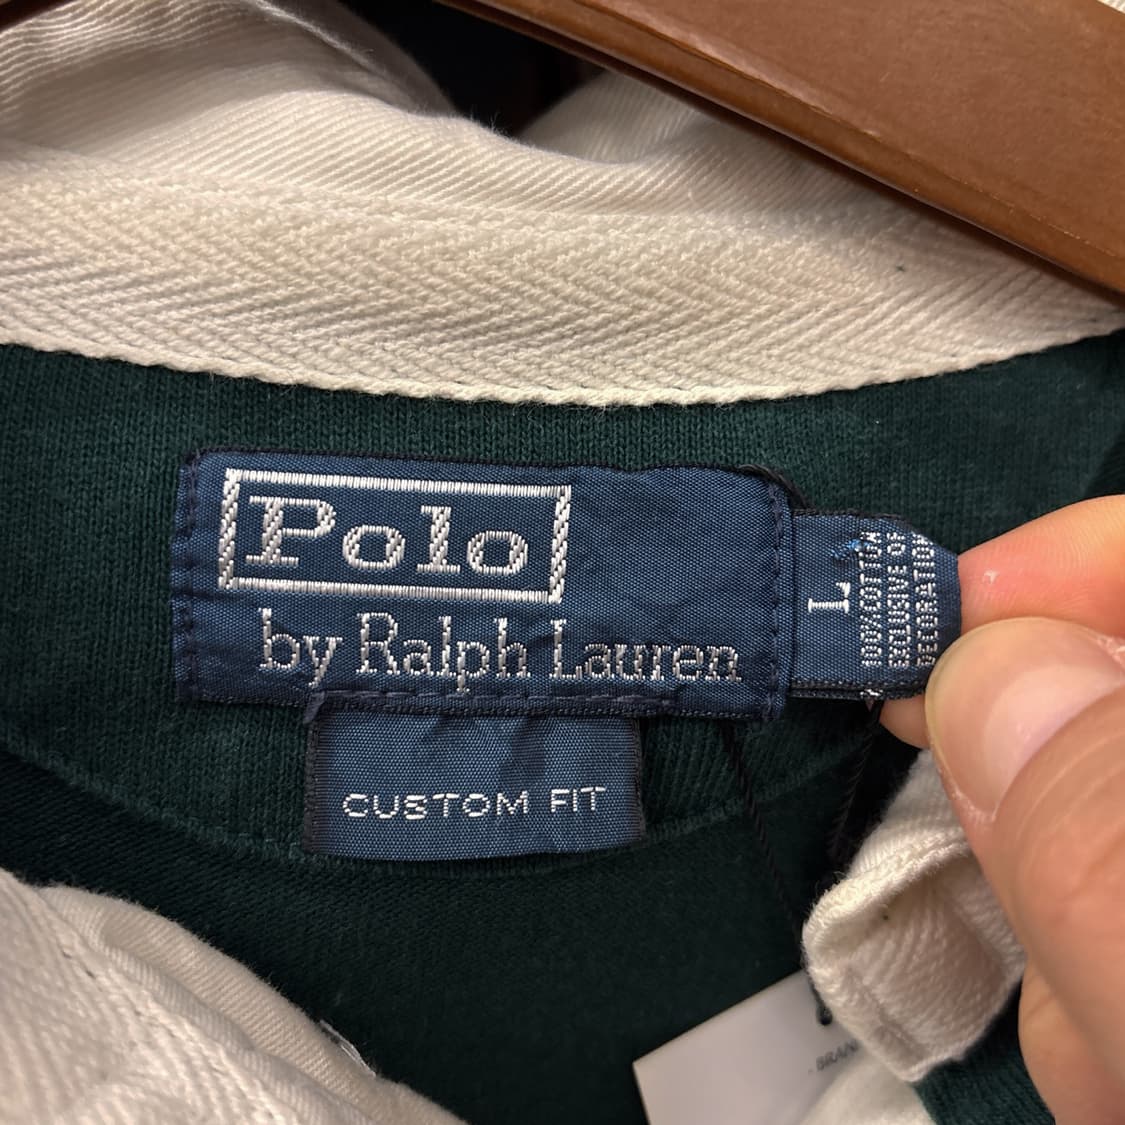 Polo
by Ralph Lauren
CUSTOM FIT
L
100% COTTON
EXCLUSIVE OF
DECORATION